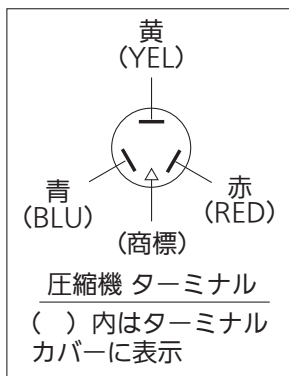 黄
(YEL)
青
(BLU)
赤
(RED)
(商標)
圧縮機 ターミナル
( ) 内はターミナル
カバーに表示